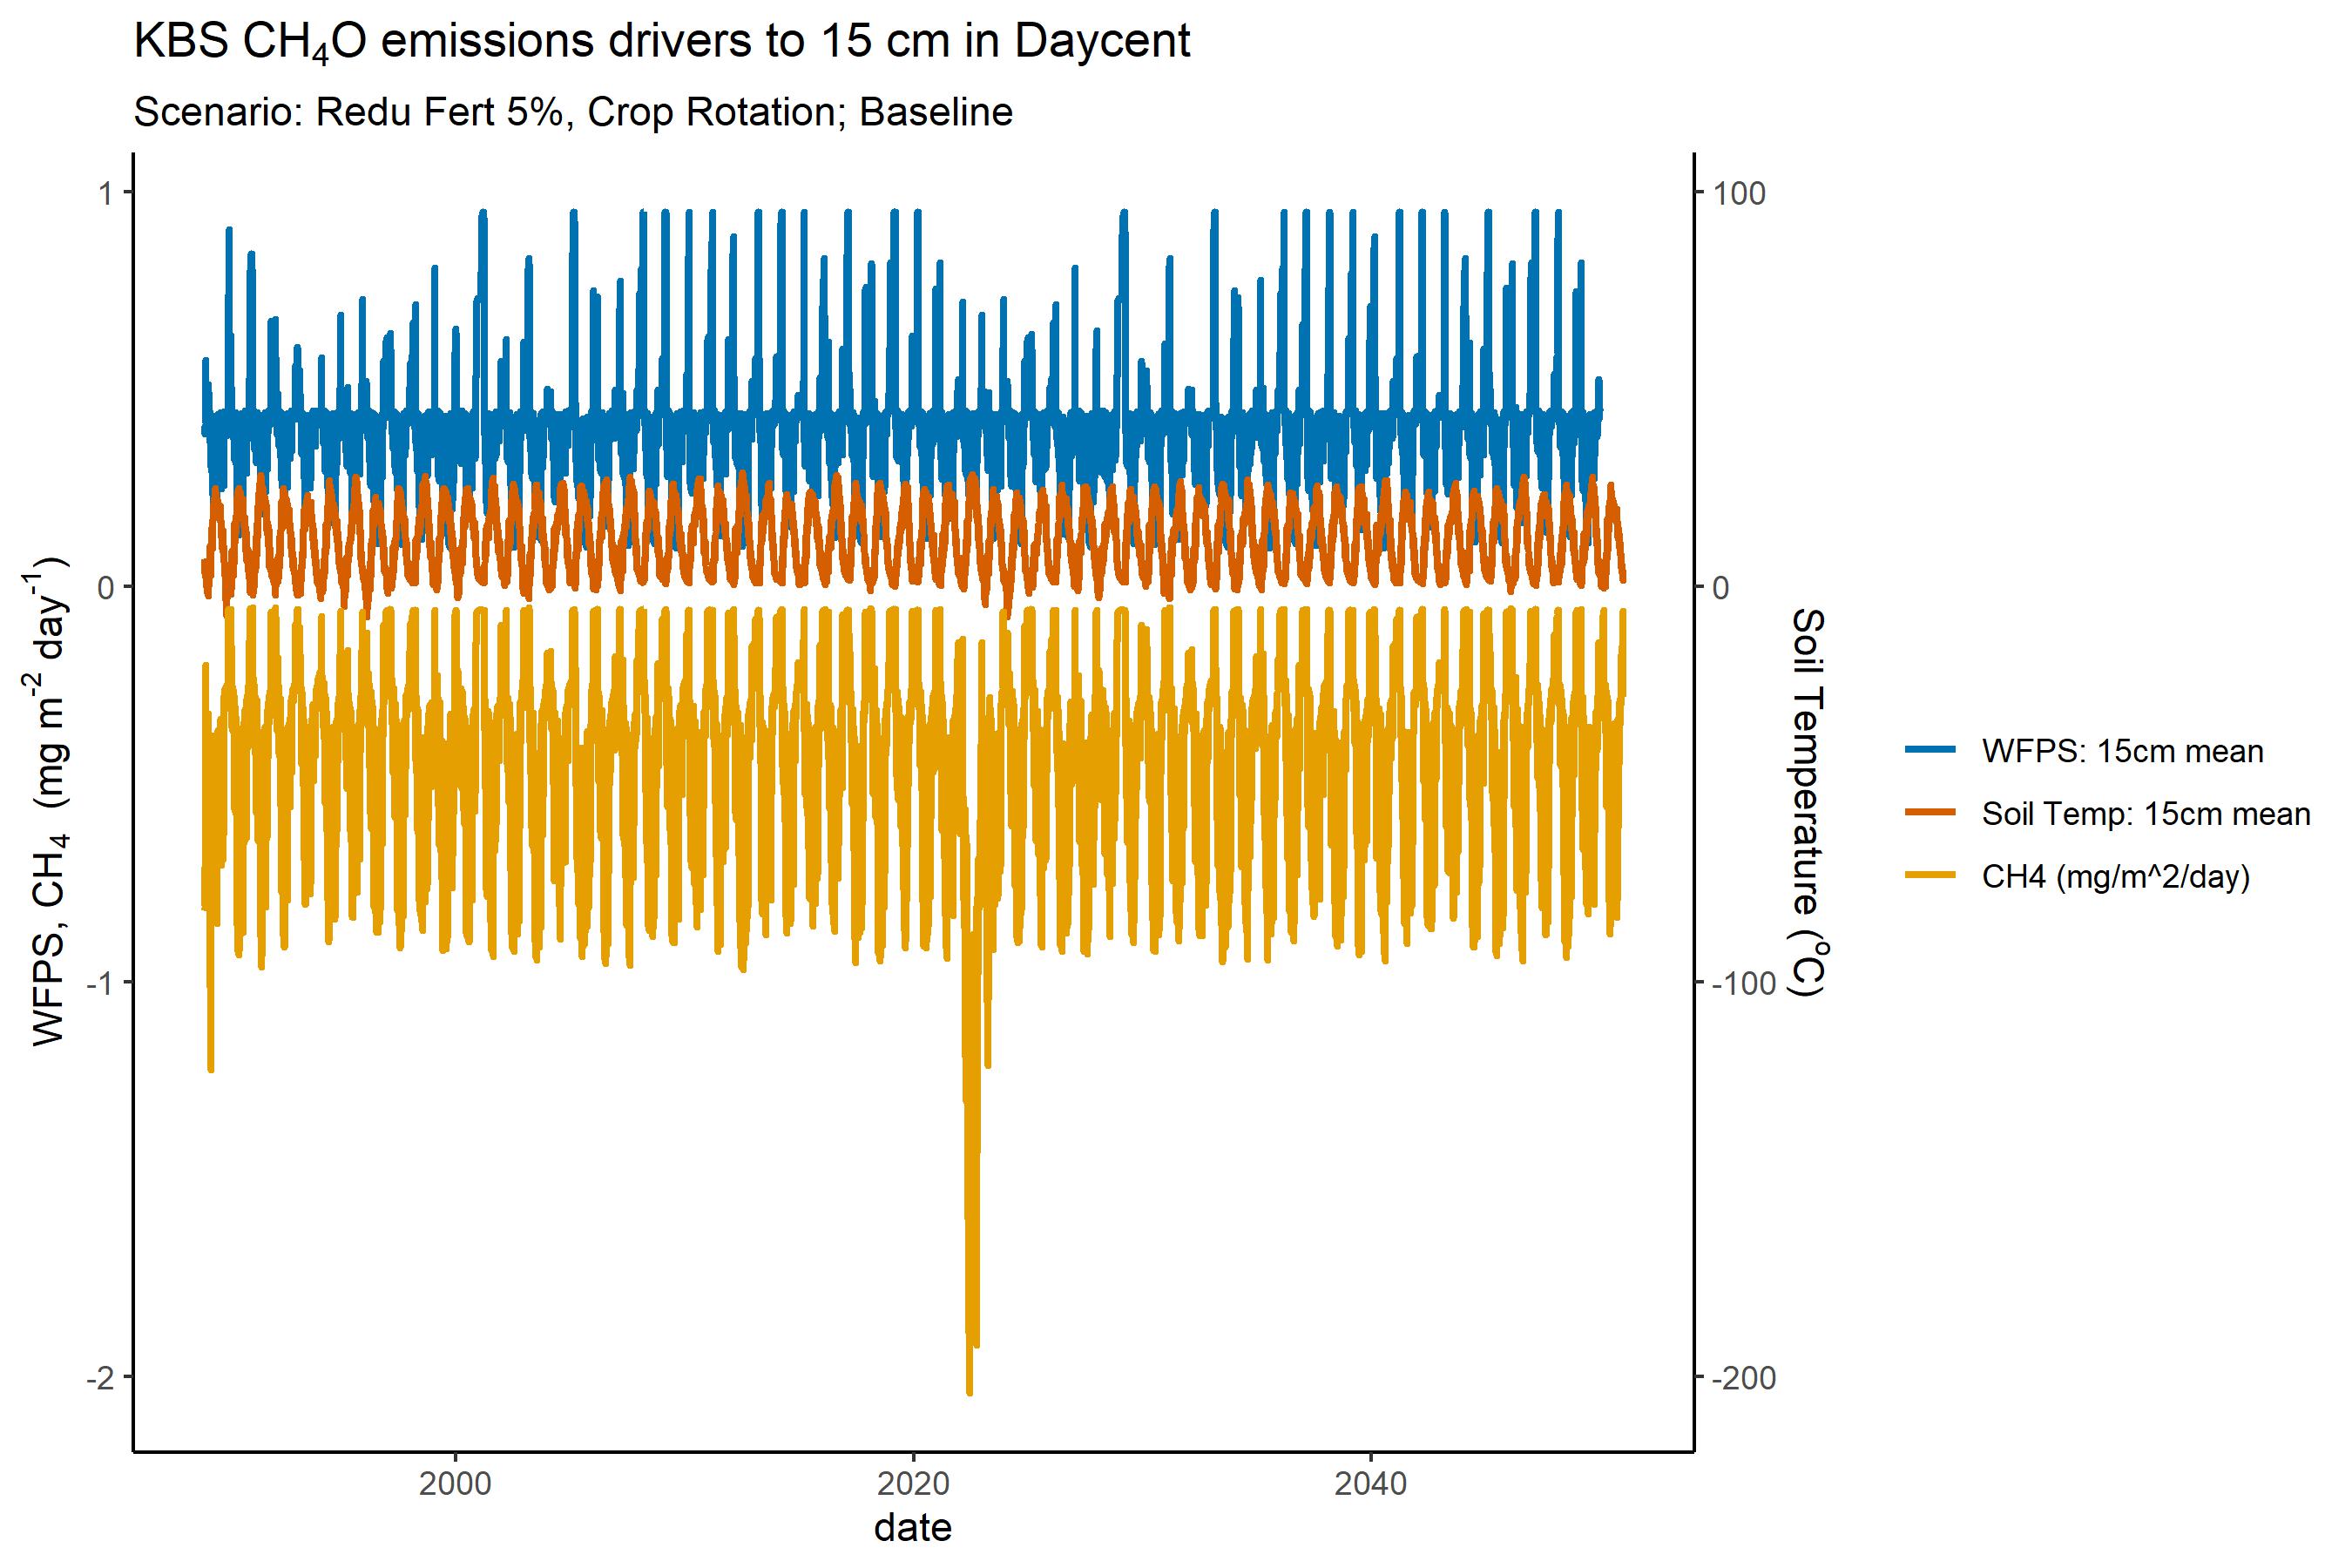 KBS CH₄O emissions drivers to 15 cm in Daycent
Scenario: Redu Fert 5%, Crop Rotation; Baseline
WFPS, CH₄ (mg m⁻² day⁻¹)
1
0
-1
-2
100
0
-100
-200
Soil Temperature (°C)
WFPS: 15cm mean
Soil Temp: 15cm mean
CH4 (mg/m^2/day)
2000
2020
2040
date